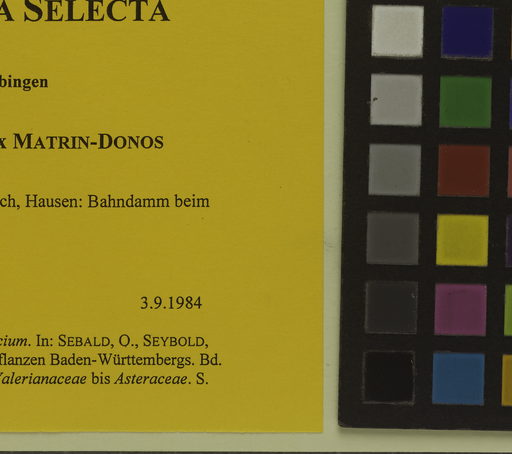 A SELECTA
bingen
x MATRIN-DONOS
ch, Hausen: Bahndamm beim
3.9.1984
cium. In: SEBALD, O., SEYBOLD,
flanzen Baden-Württembergs. Bd.
Valerianaceae bis Asteraceae. S.